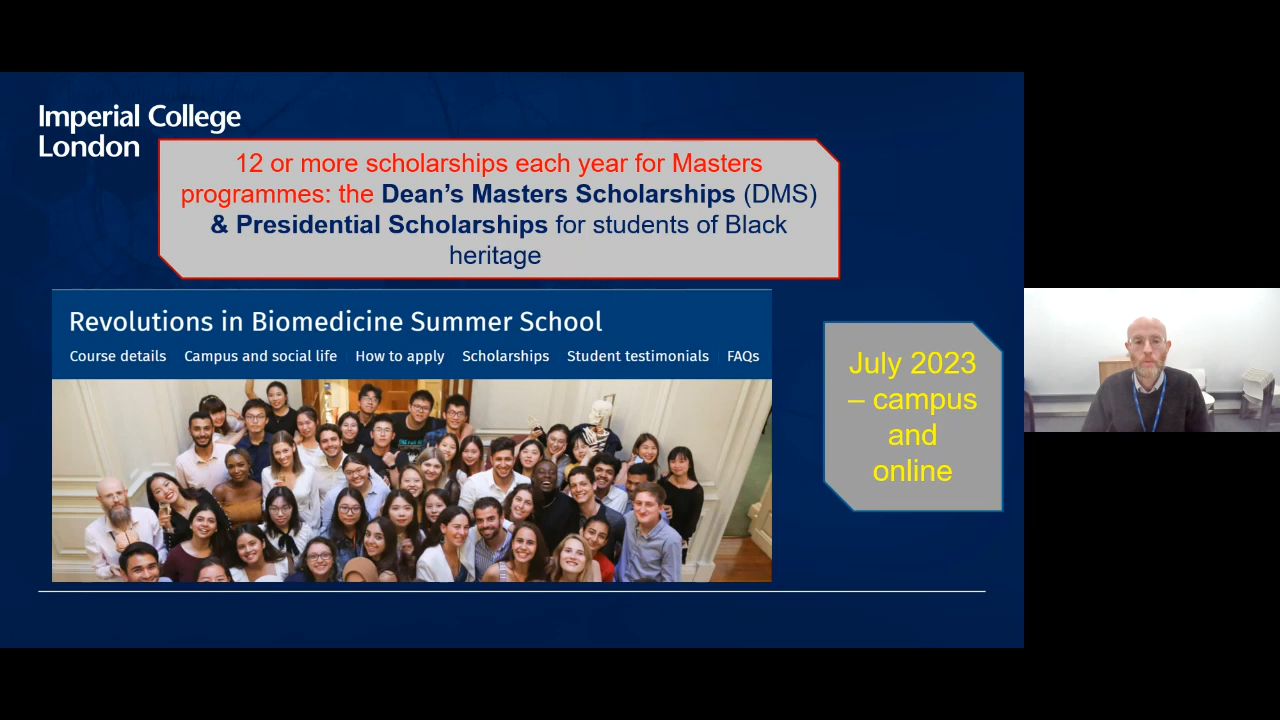 Imperial College
London
12 or more scholarships each year for Masters
programmes: the Dean’s Masters Scholarships (DMS)
& Presidential Scholarships for students of Black
heritage
Revolutions in Biomedicine Summer School
Course details Campus and social life How to apply Scholarships Student testimonials FAQs
July 2023
– campus
and
online